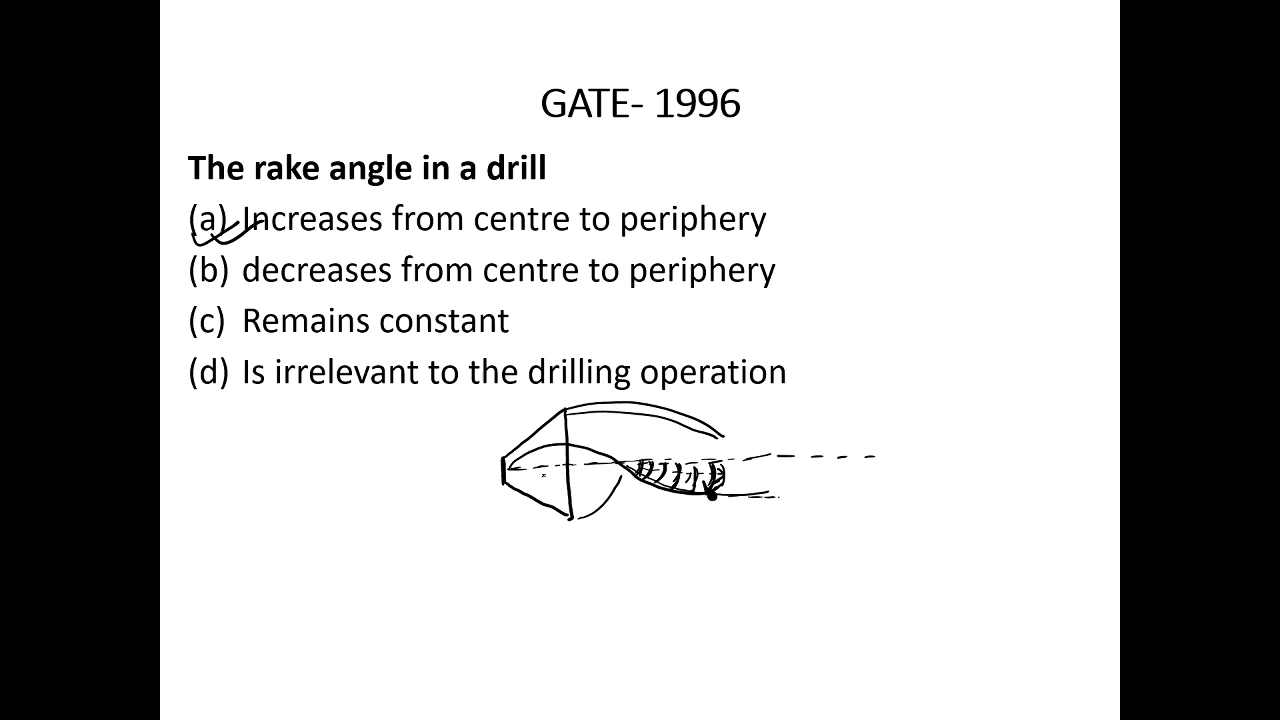 GATE- 1996
The rake angle in a drill
(a) Increases from centre to periphery
(b) decreases from centre to periphery
(c) Remains constant
(d) Is irrelevant to the drilling operation